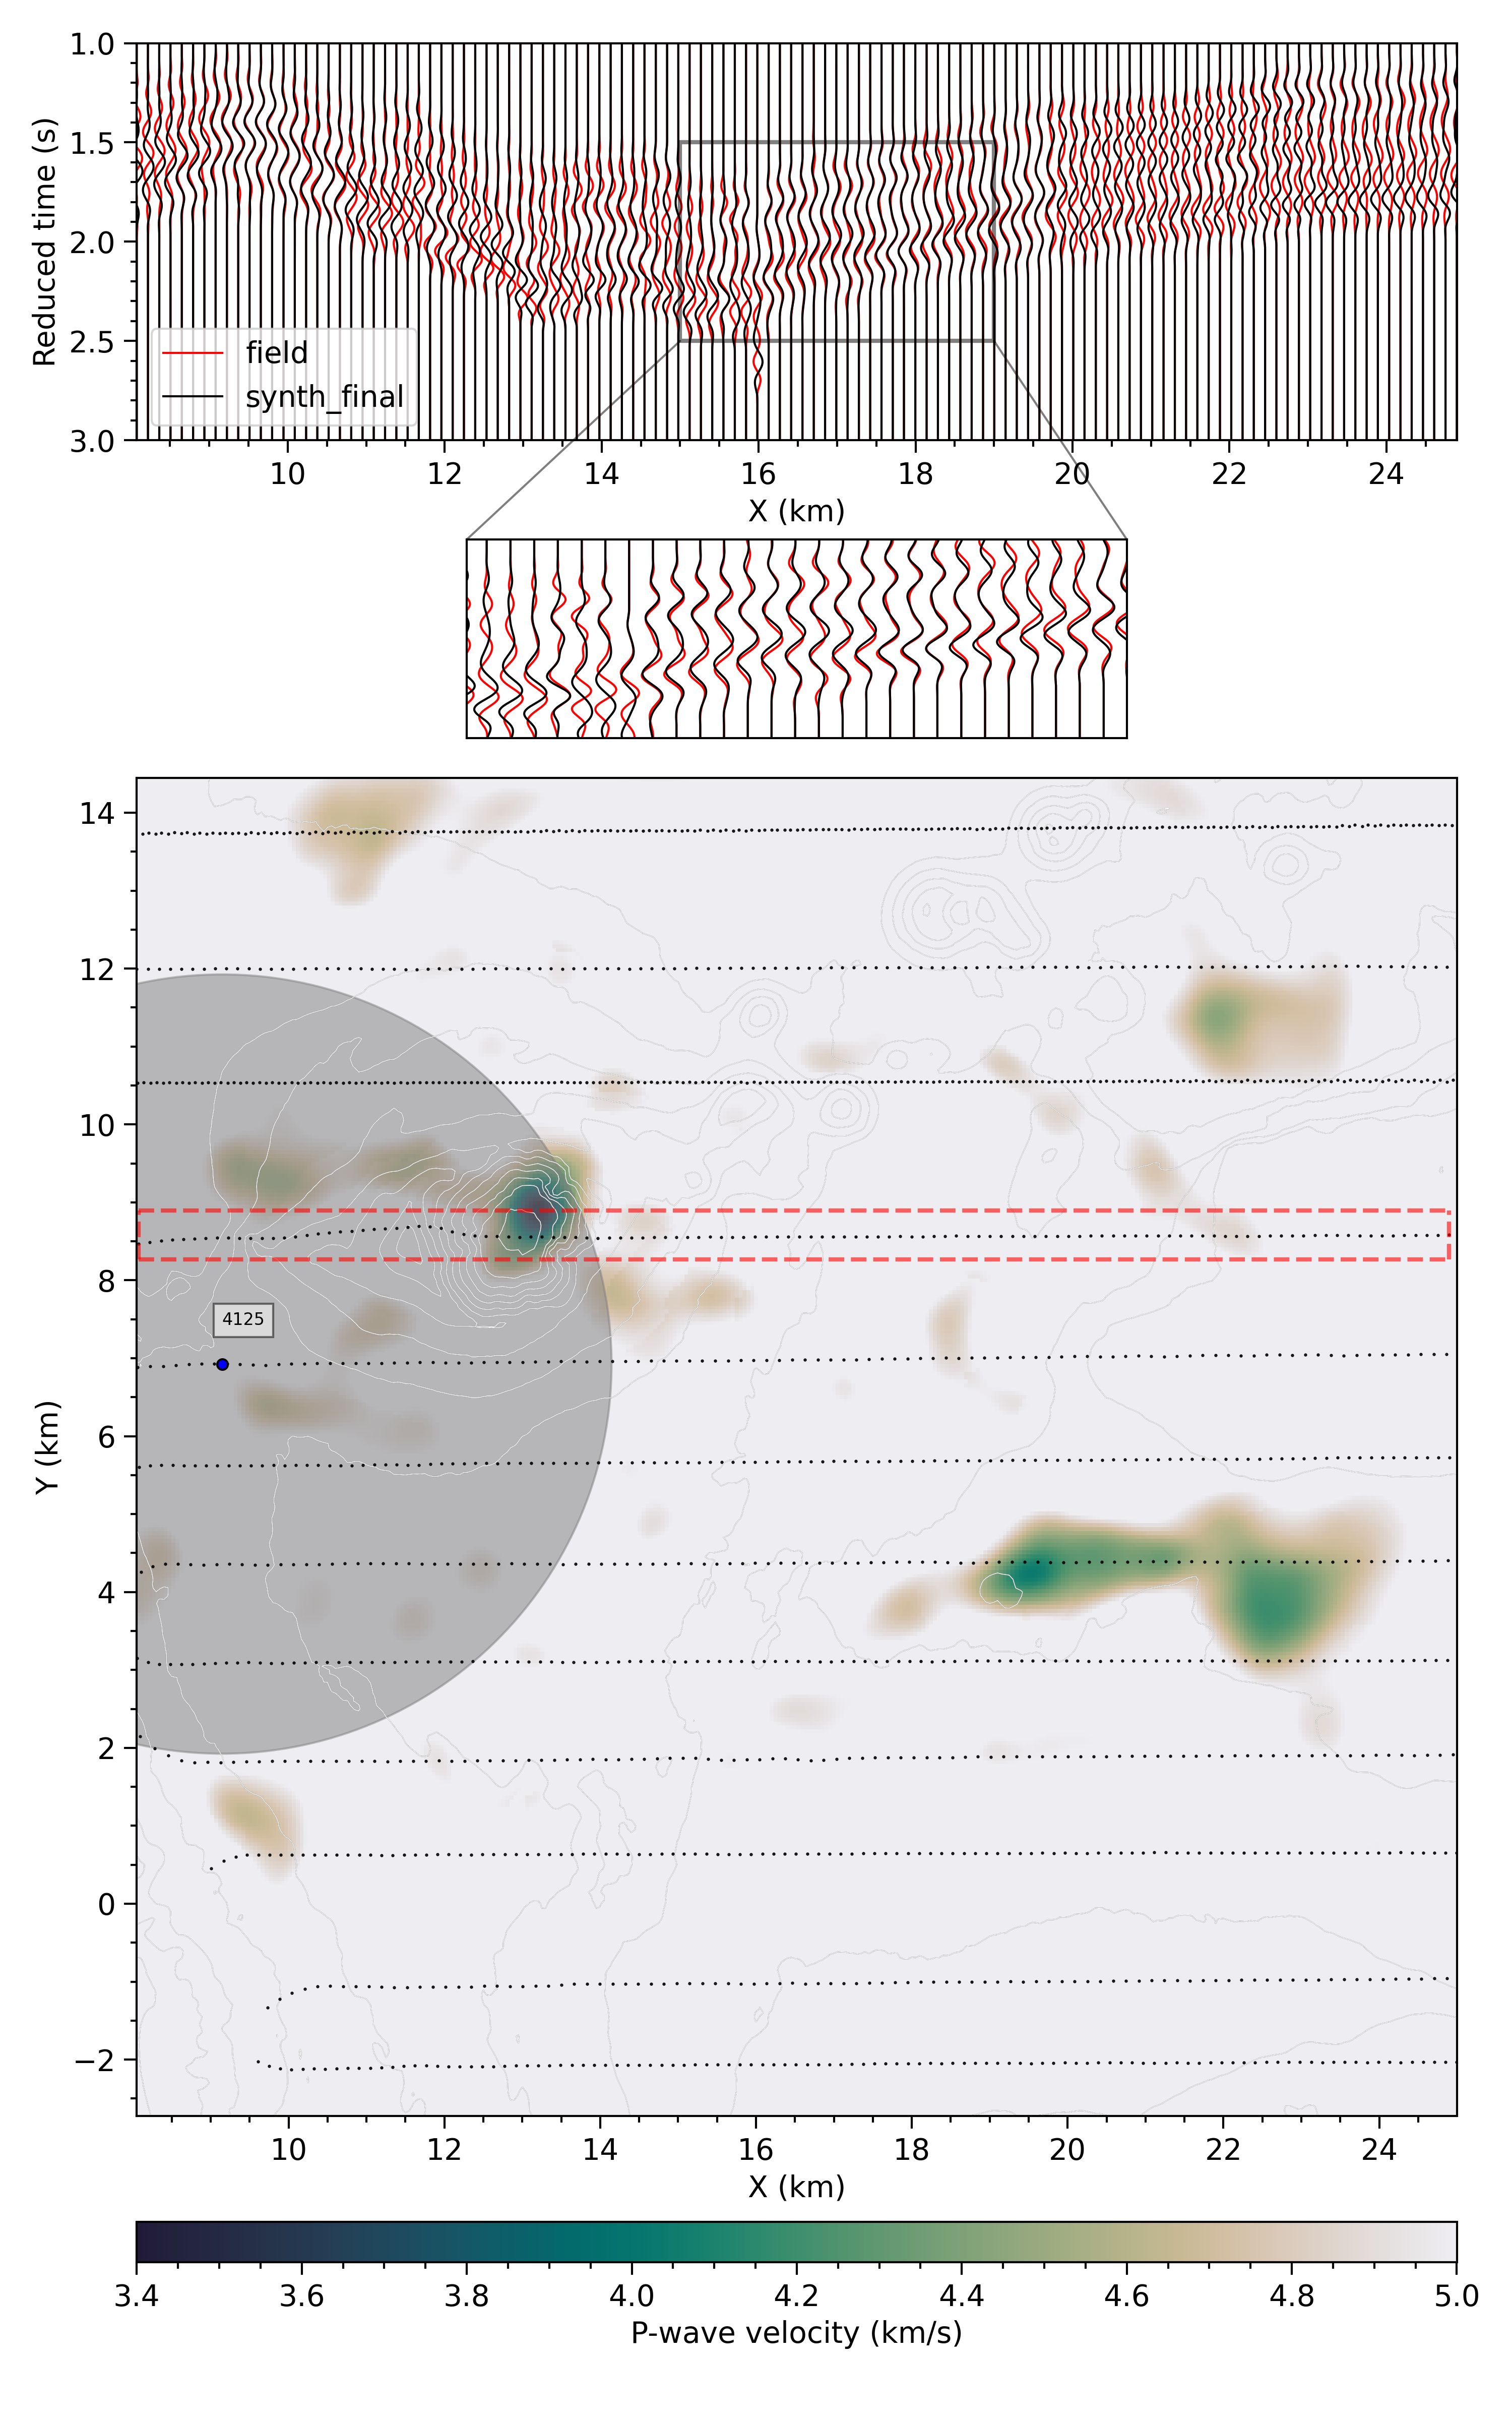 1.0
1.5
2.0
2.5
3.0
Reduced time (s)
field
synth_final
10 12 14 16 18 20 22 24
X (km)
14
12
10
8
6
4
2
0
−2
Y (km)
4125
10 12 14 16 18 20 22 24
X (km)
3.4 3.6 3.8 4.0 4.2 4.4 4.6 4.8 5.0
P-wave velocity (km/s)